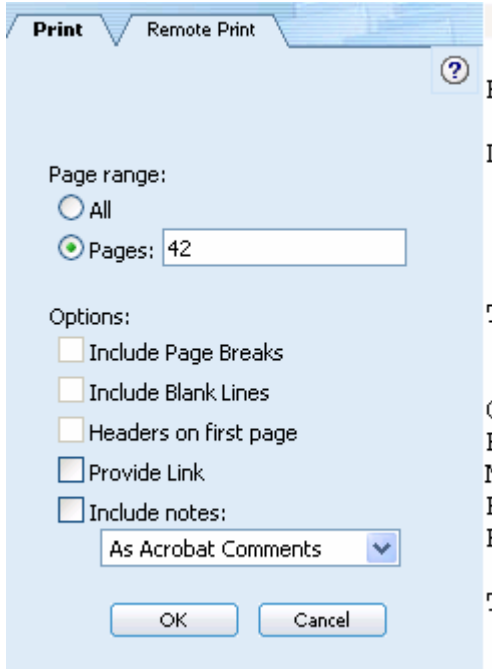 Print Remote Print
?
Page range:
All
Pages: 42
Options:
Include Page Breaks
Include Blank Lines
Headers on first page
Provide Link
Include notes:
As Acrobat Comments
OK Cancel